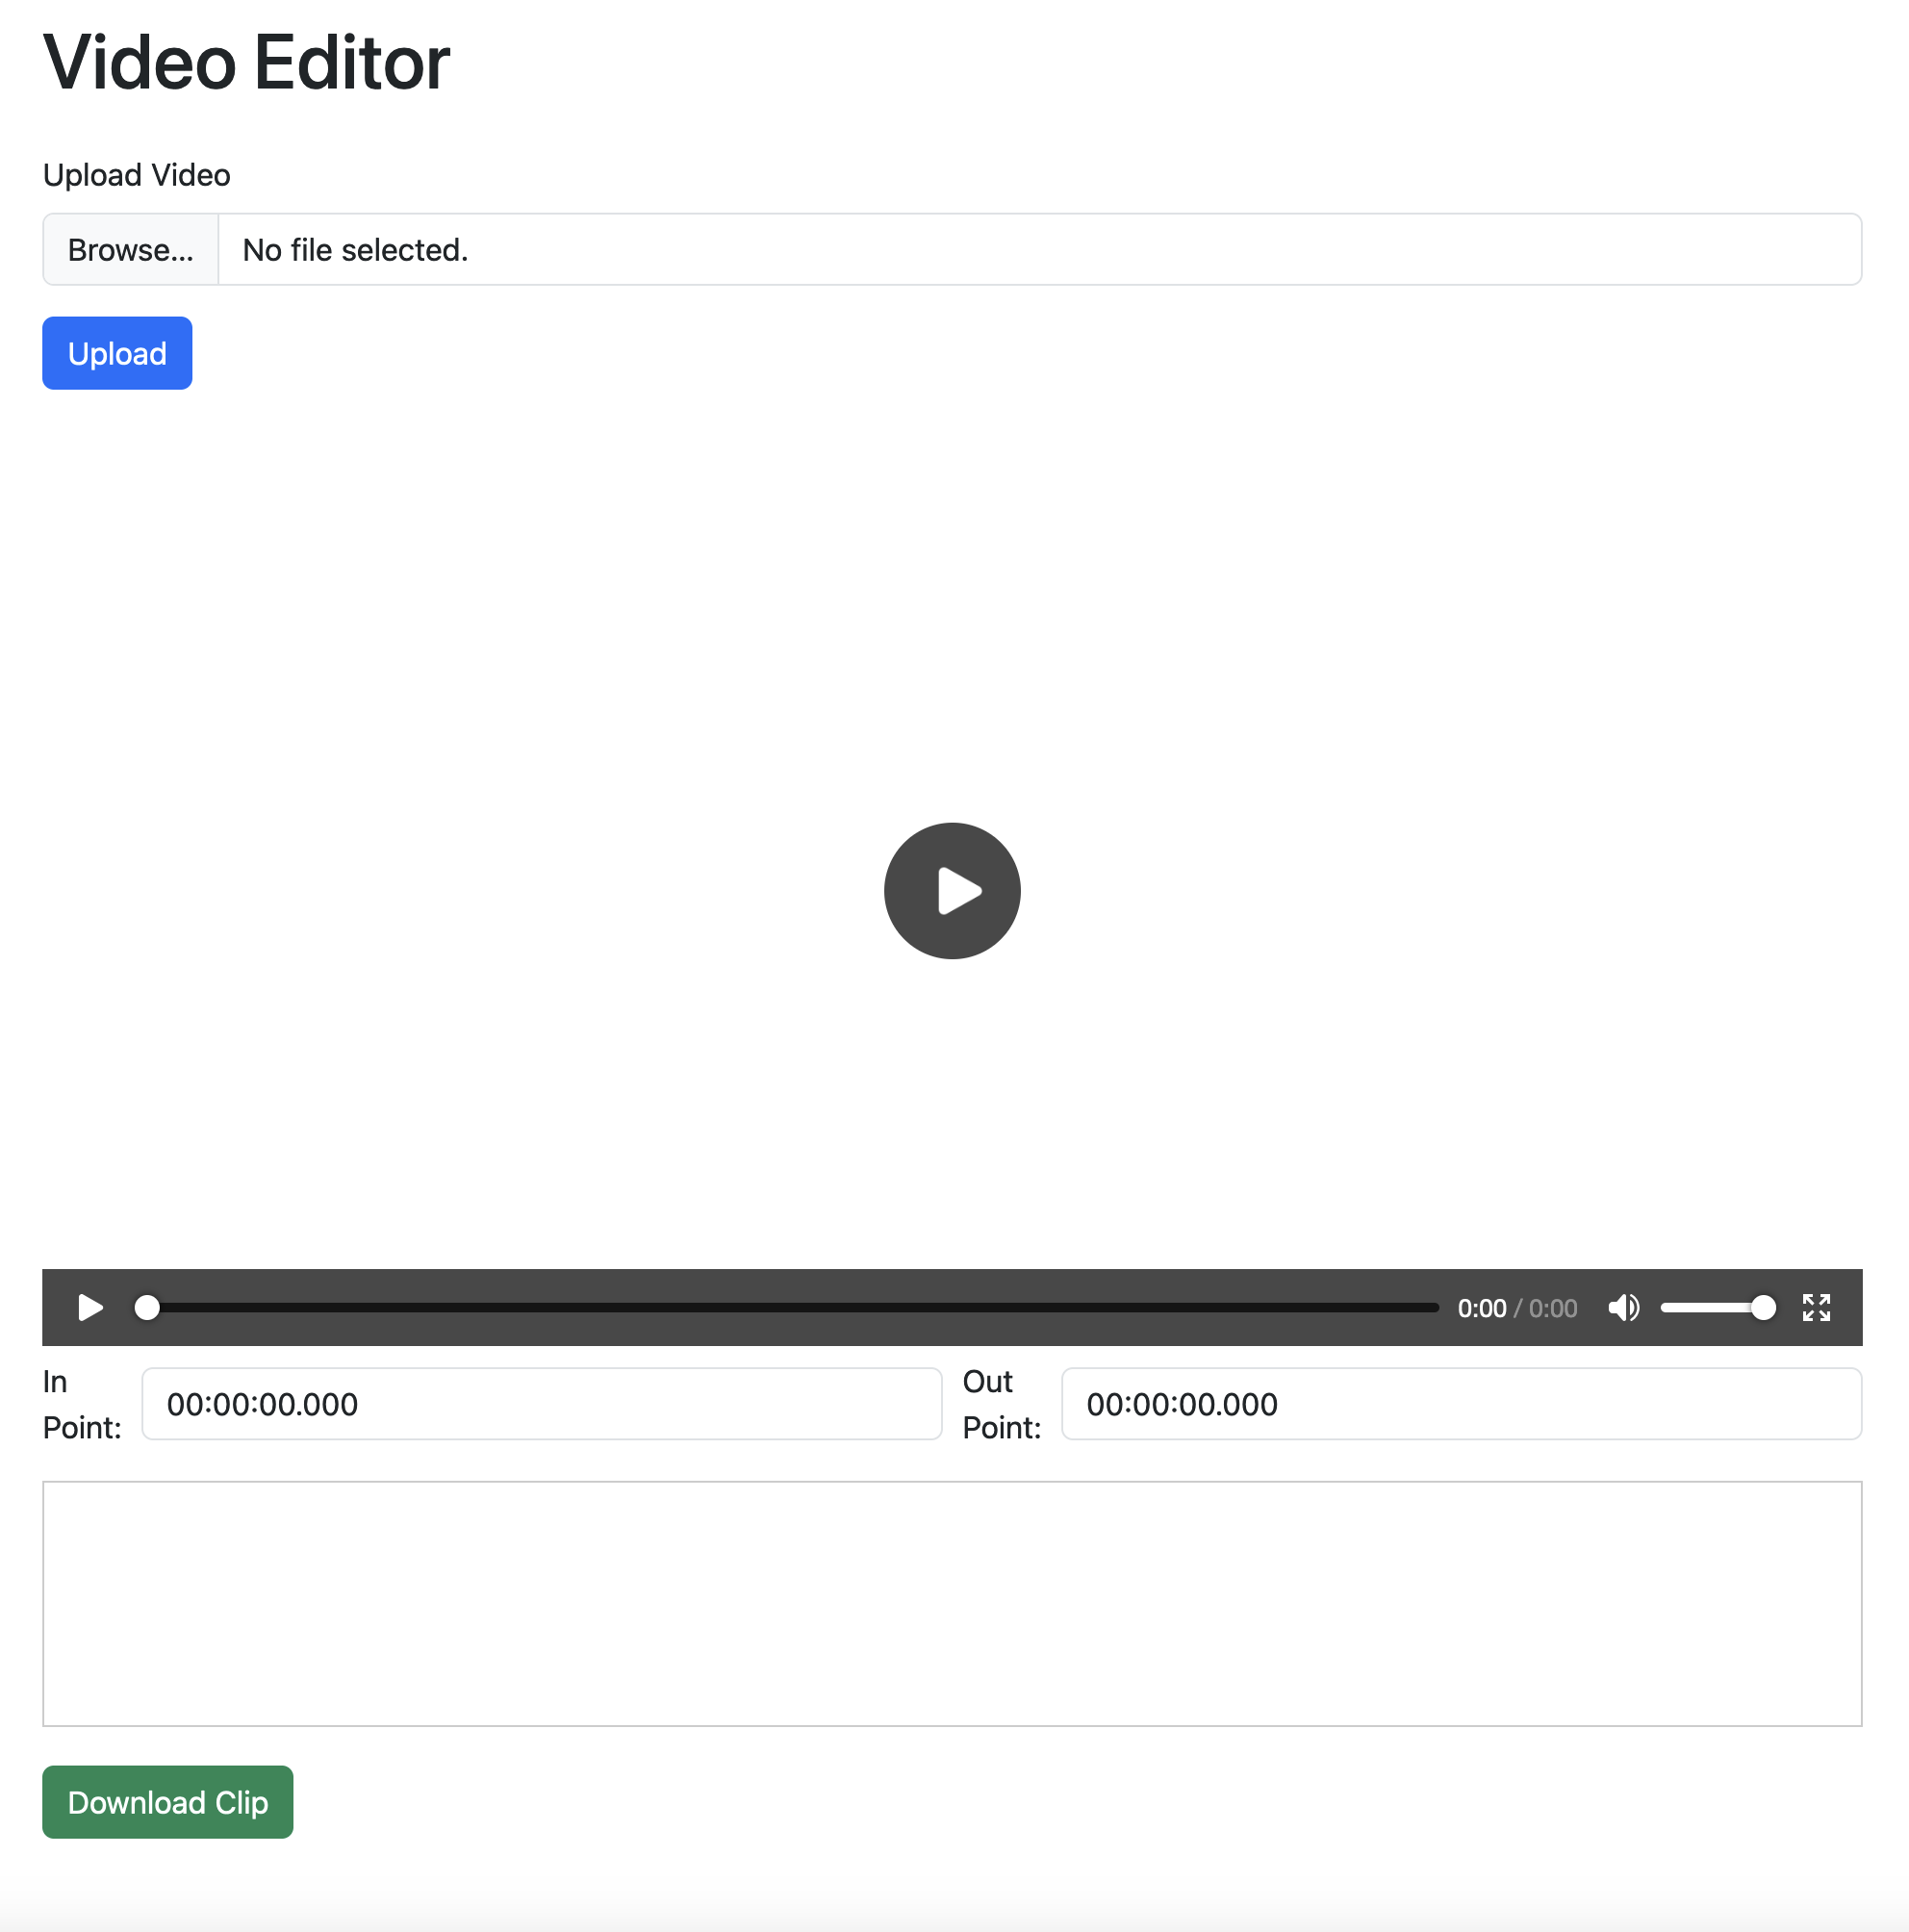 Video Editor
Upload Video
Browse... No file selected.
Upload
0:00 / 0:00
In
Point:
00:00:00.000
Out
Point:
00:00:00.000
Download Clip